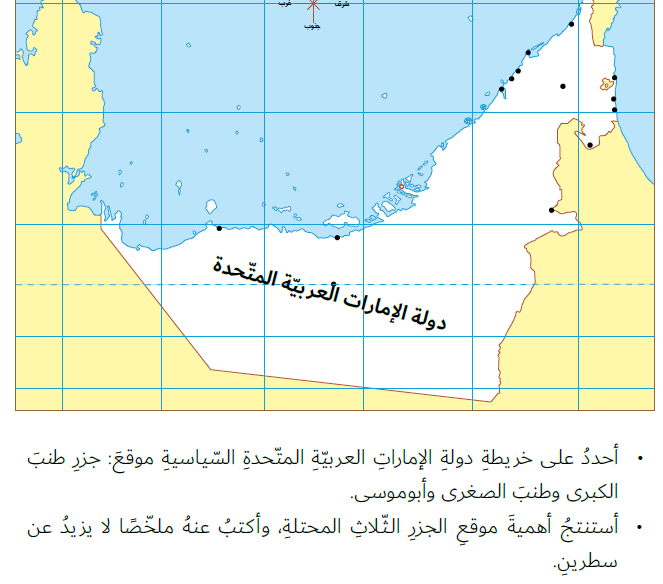 غرب
شرق
جنوب
دولة الإمارات الْعربيّة المتّحدة
• أحددُ على خريطةِ دولةِ الإماراتِ العربيّةِ المتّحدةِ السّياسيةِ موقعَ: جزرِ طنبَ
الكبرى وطنبَ الصغرى وأبوموسى.
• أستنتجُ أهميةَ موقعِ الجزرِ الثّلاثِ المحتلةِ، وأكتبُ عنهُ ملخّصًا لا يزيدُ عن
سطرينِ.